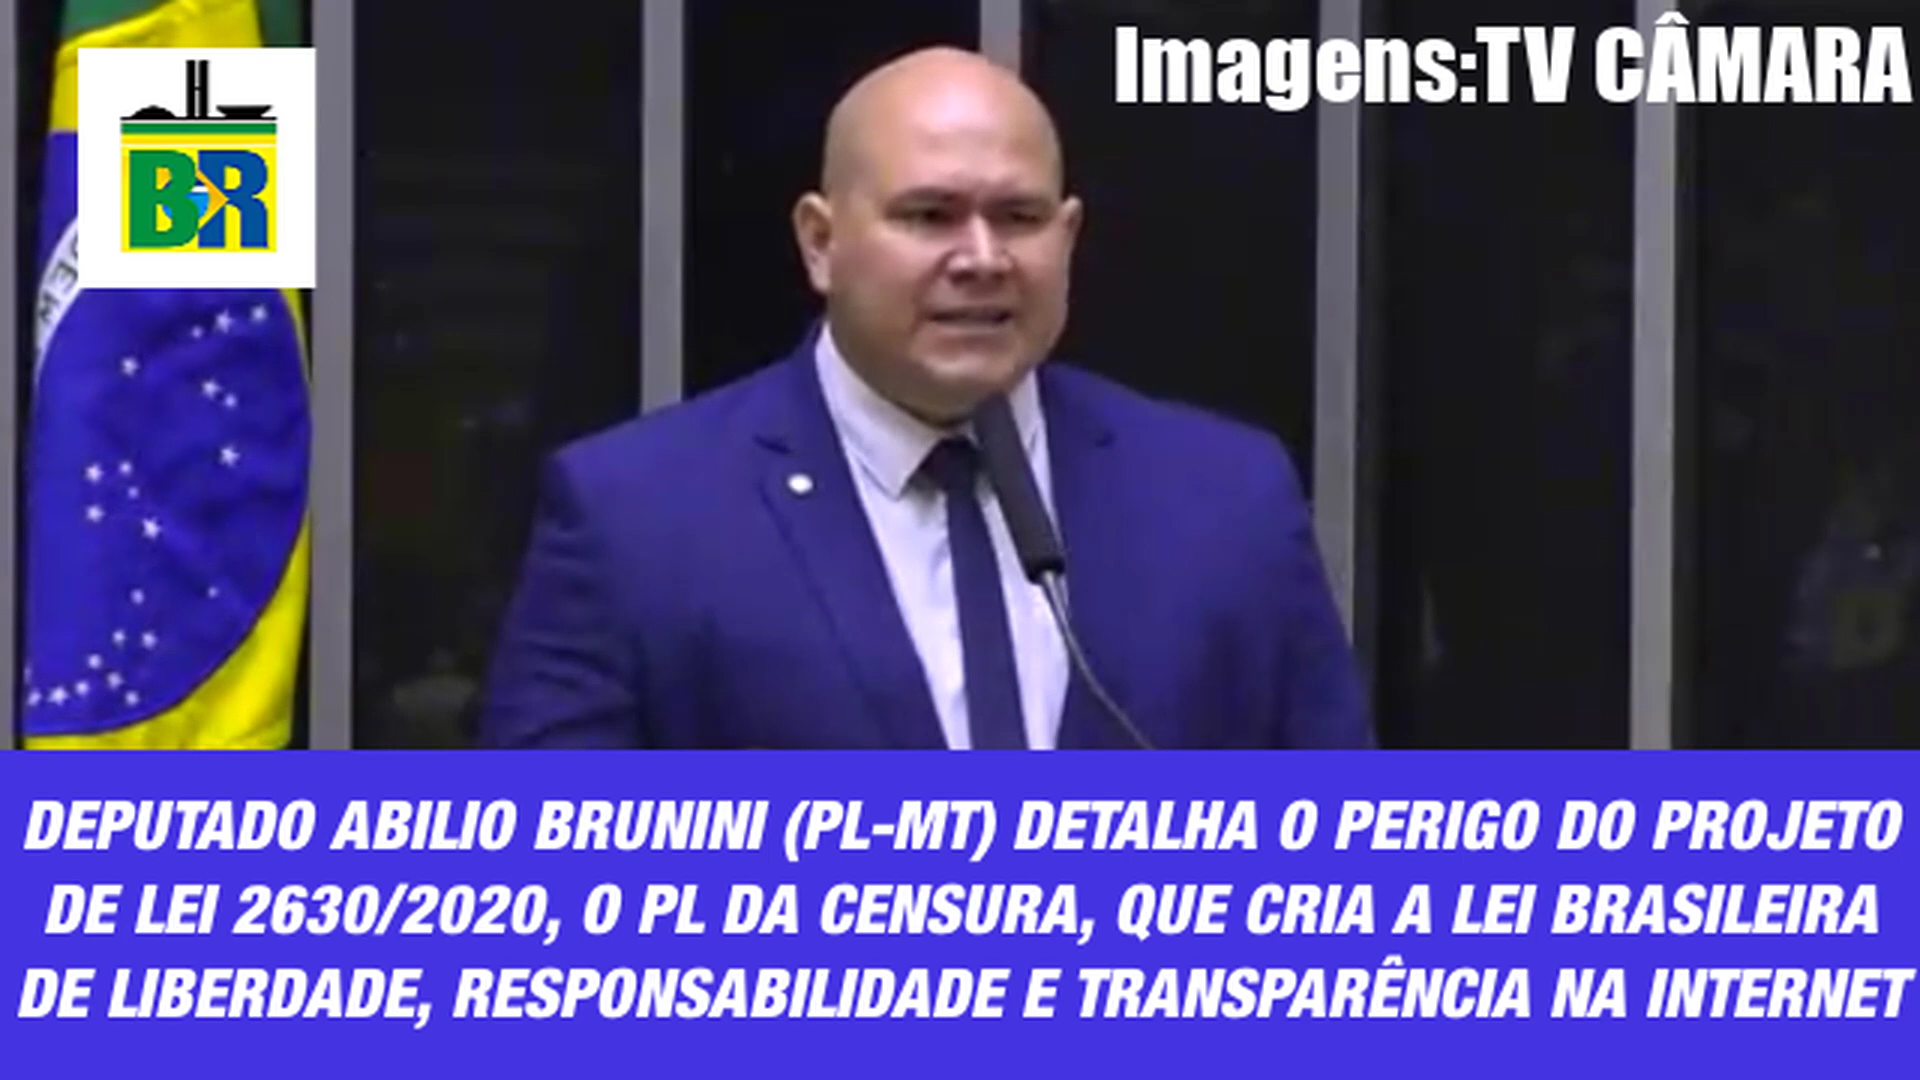 Imagens:TV CÂMARA
BR
DEPUTADO ABILIO BRUNINI (PL-MT) DETALHA O PERIGO DO PROJETO
DE LEI 2630/2020, O PL DA CENSURA, QUE CRIA A LEI BRASILEIRA
DE LIBERDADE, RESPONSABILIDADE E TRANSPARÊNCIA NA INTERNET